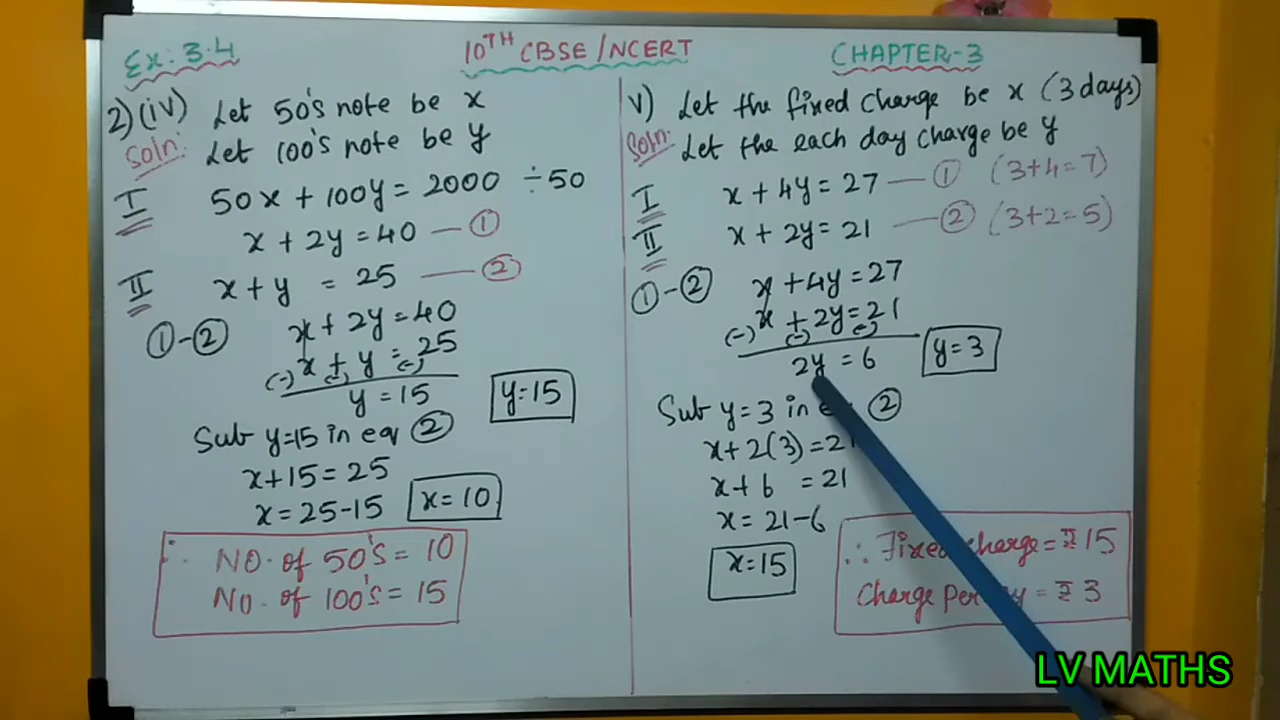 Ex: 3.4
10TH CBSE/NCERT
CHAPTER-3
2)(iv) Let 50's note be x
Soln: Let 100's note be y
I 50x + 100y = 2000 ÷50
x + 2y = 40 — ①
II x + y = 25 — ②
①-② x + 2y = 40
(-) x + y = 25 (-) (-)
y = 15
y=15
Sub y=15 in eq ②
x+15 = 25
x = 25-15
x = 10
∴ NO. of 50's = 10
NO. of 100's = 15
v) Let the fixed charge be x (3 days)
Soln: Let the each day charge be y
I x + 4y = 27 — ① (3+4=7)
II x + 2y = 21 — ② (3+2=5)
①-② x + 4y = 27
(-) x + 2y = 21 (-) (-)
2y = 6
y = 3
Sub y=3 in ②
x + 2(3) = 21
x + 6 = 21
x = 21-6
x=15
∴ Fixed charge = ₹ 15
Charge Per = ₹ 3
LV MATHS